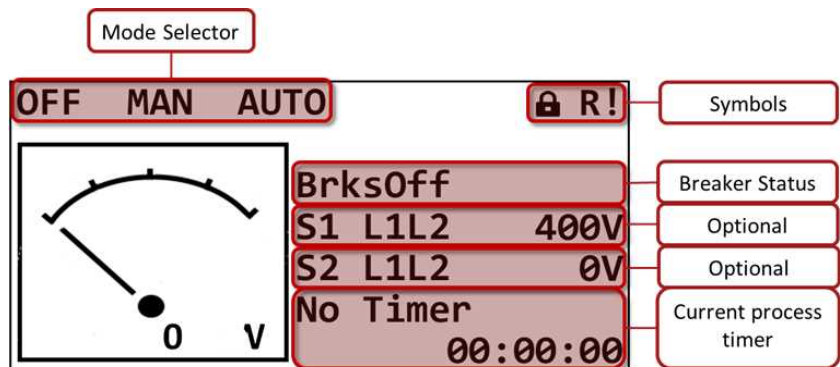 Mode Selector
OFF MAN AUTO R! Symbols
BrksOff Breaker Status
S1 L1L2 400V Optional
S2 L1L2 0V Optional
No Timer Current process
00:00:00 timer
0 V